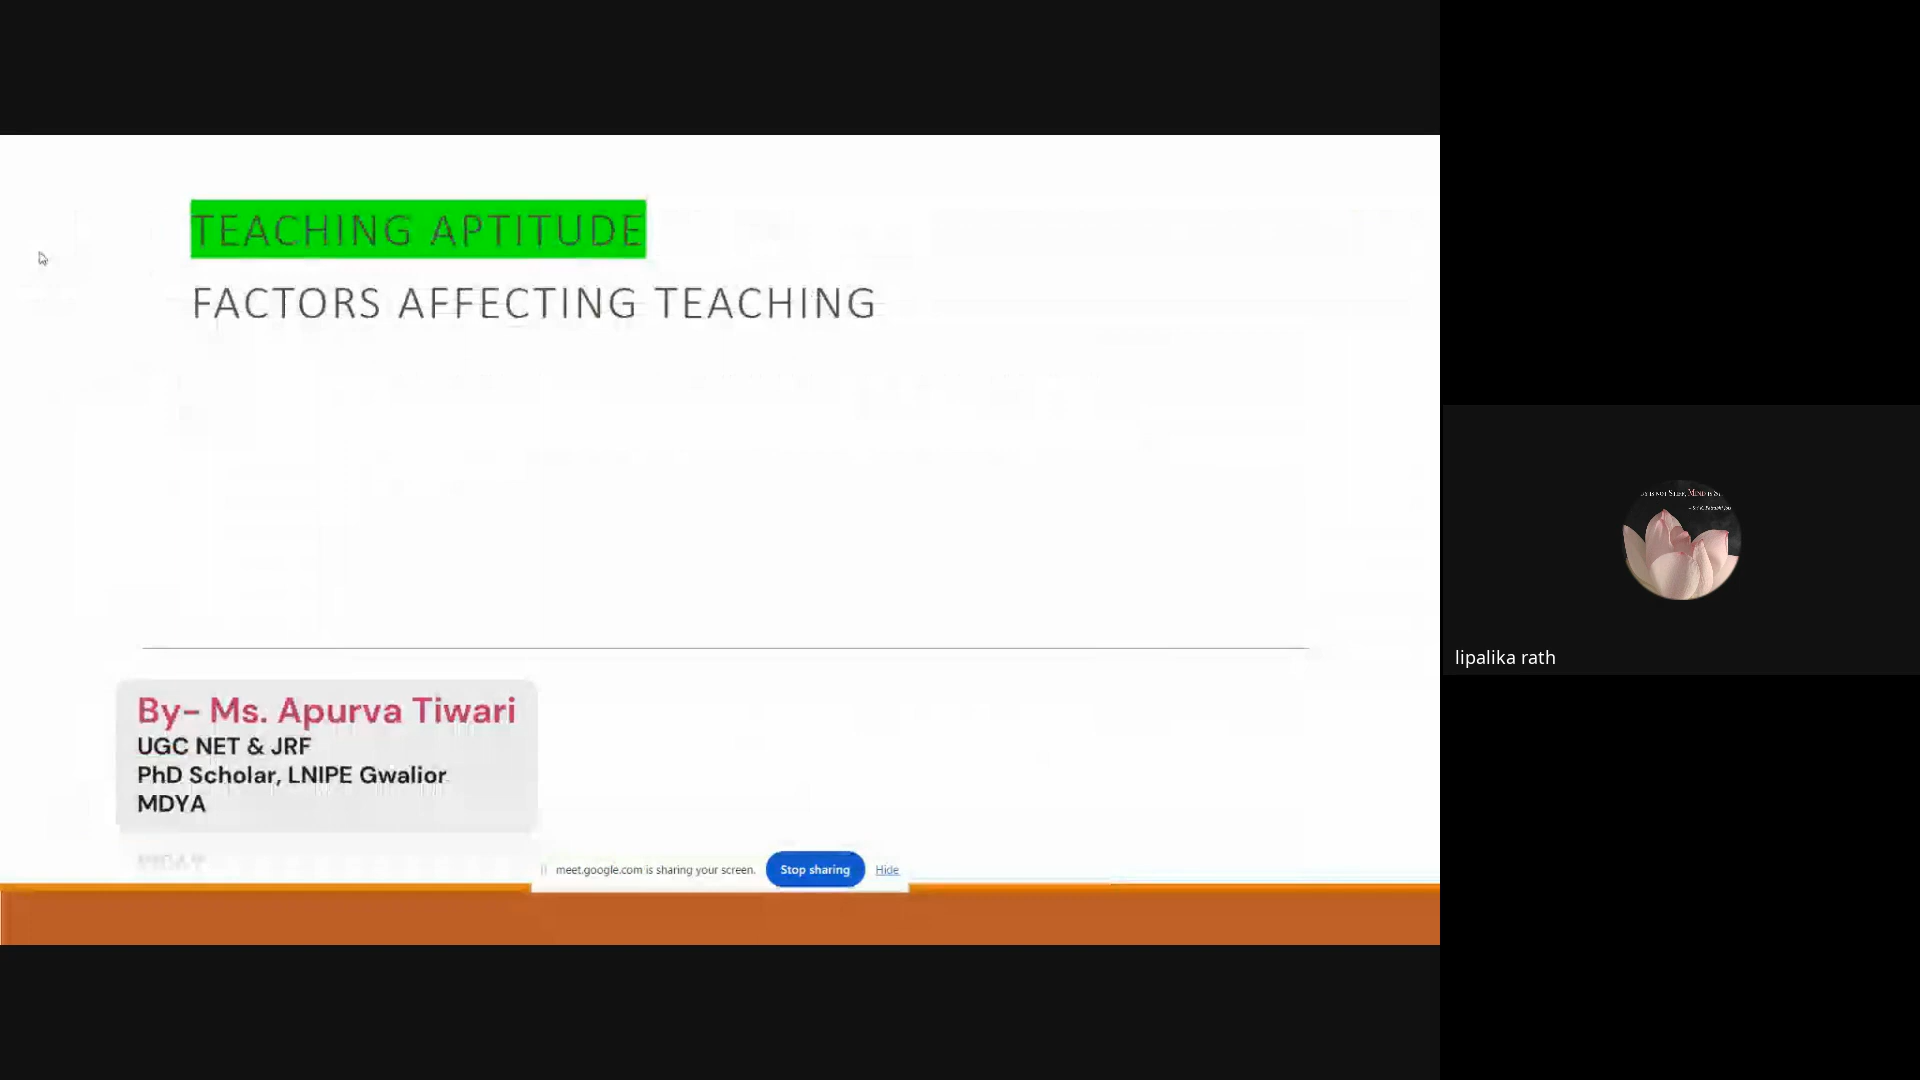 TEACHING APTITUDE
FACTORS AFFECTING TEACHING
By- Ms. Apurva Tiwari
UGC NET & JRF
PhD Scholar, LNIPE Gwalior
MDYA
meet.google.com is sharing your screen. Stop sharing Hide
lipalika rath